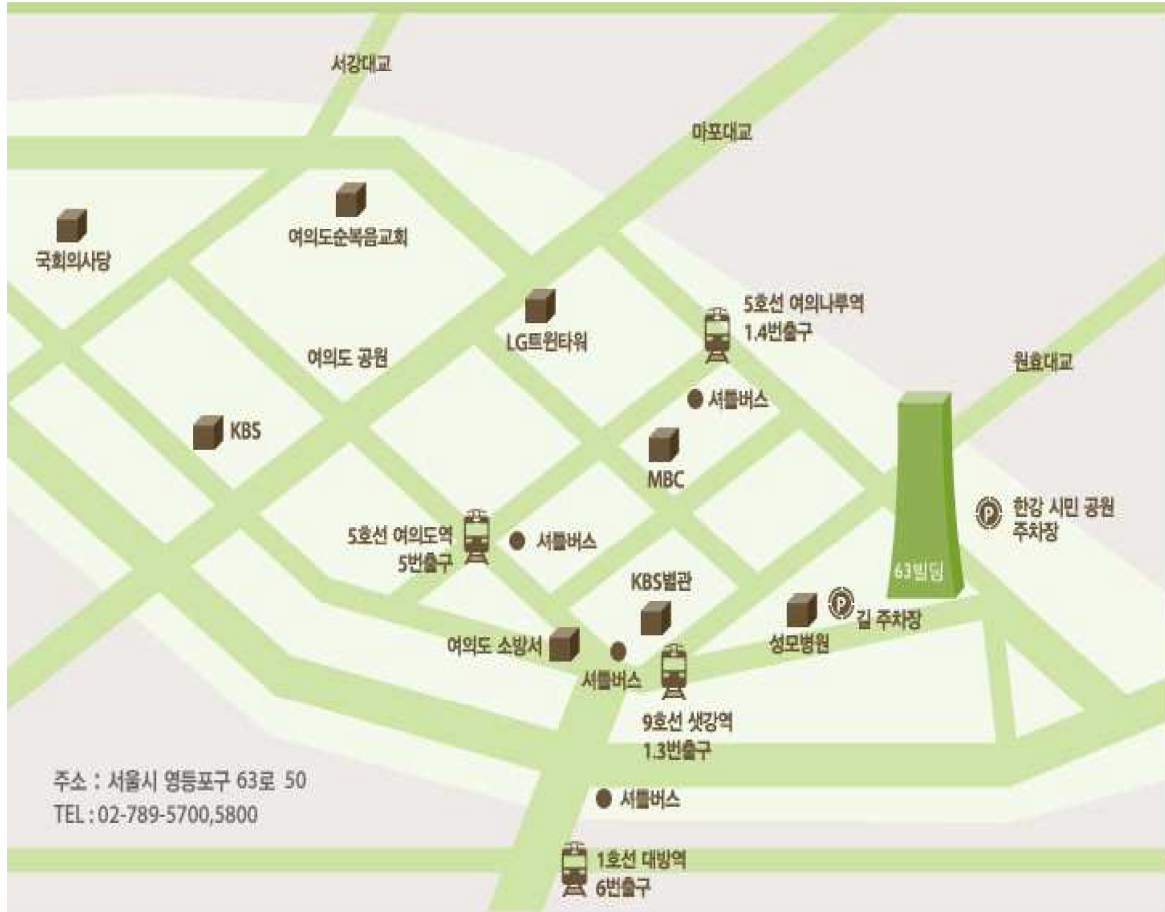 서강대교
마포대교
여의도순복음교회
국회의사당
5호선 여의나루역
1.4번출구
LG트윈타워
여의도 공원
원효대교
셔틀버스
KBS
MBC
한강 시민 공원
주차장
5호선 여의도역
5번출구
셔틀버스
63빌딩
KBS별관
길 주차장
여의도 소방서
성모병원
셔틀버스
9호선 샛강역
1.3번출구
주소 : 서울시 영등포구 63로 50
TEL : 02-789-5700,5800
셔틀버스
1호선 대방역
6번출구
P
P